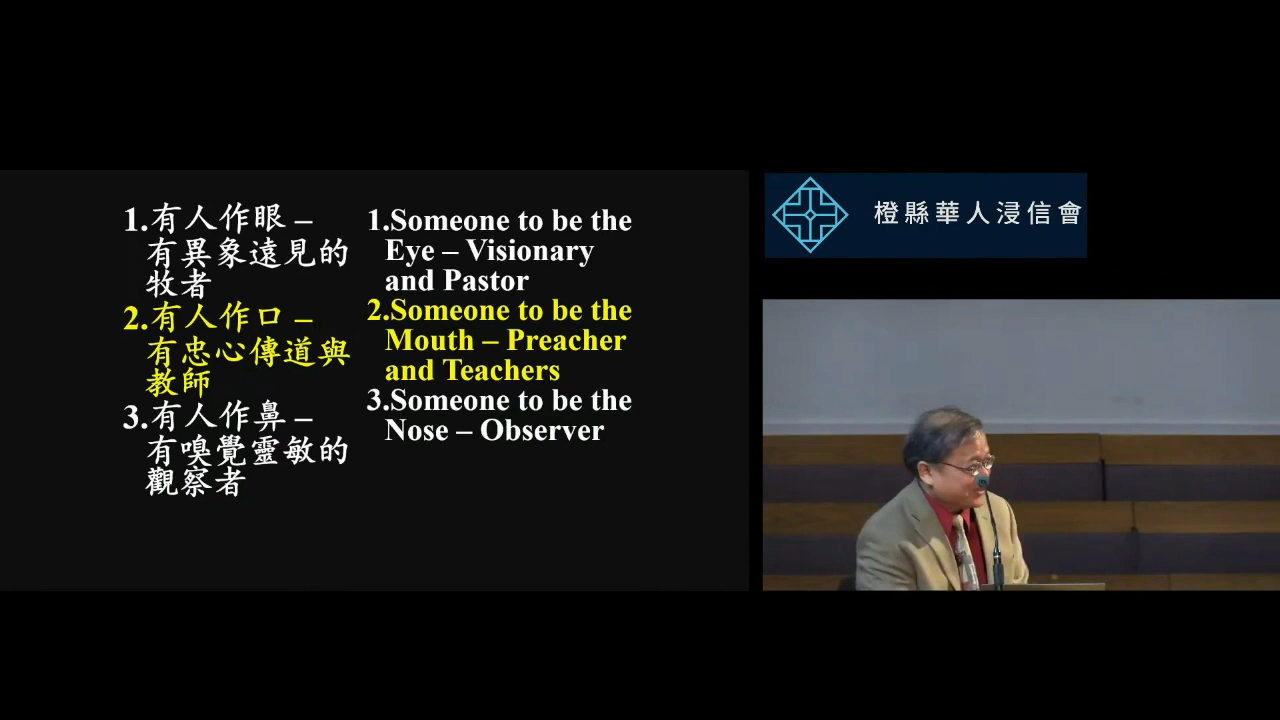 1.有人作眼 –
有異象遠見的
牧者
2.有人作口 –
有忠心傳道與
教師
3.有人作鼻 –
有嗅覺靈敏的
觀察者
1.Someone to be the
Eye – Visionary
and Pastor
2.Someone to be the
Mouth – Preacher
and Teachers
3.Someone to be the
Nose – Observer
橙縣華人浸信會